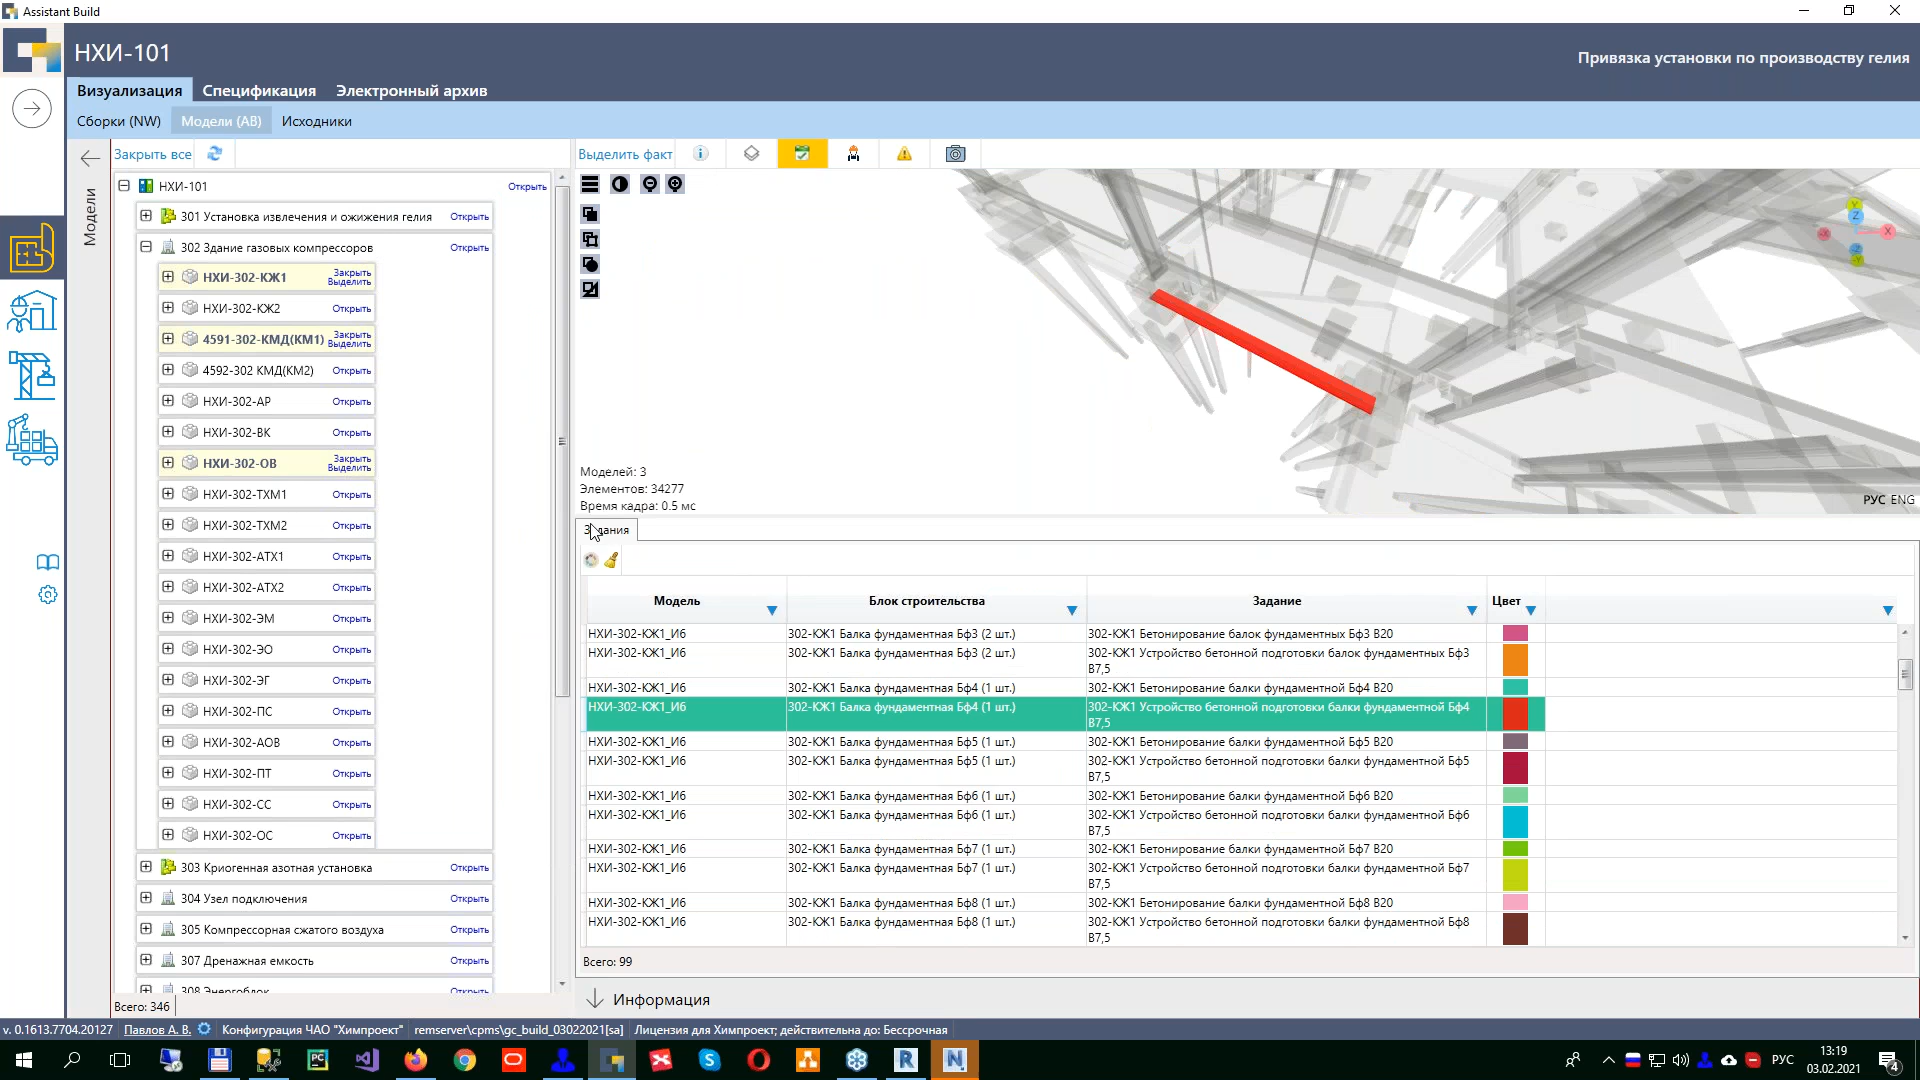 Assistant Build
НХИ-101
Привязка установки по производству гелия
Визуализация Спецификация Электронный архив
Сборки (NW) Модели (AB) Исходники
Модели
Закрыть все
НХИ-101 Открыть
301 Установка извлечения и ожижения гелия Открыть
302 Здание газовых компрессоров Открыть
НХИ-302-КЖ1 Закрыть Выделить
НХИ-302-КЖ2 Открыть
4591-302-КМД(КМ1) Закрыть Выделить
4592-302 КМД(КМ2) Открыть
НХИ-302-АР Открыть
НХИ-302-ВК Открыть
НХИ-302-ОВ Закрыть Выделить
НХИ-302-ТХМ1 Открыть
НХИ-302-ТХМ2 Открыть
НХИ-302-АТХ1 Открыть
НХИ-302-АТХ2 Открыть
НХИ-302-ЭМ Открыть
НХИ-302-ЭО Открыть
НХИ-302-ЭГ Открыть
НХИ-302-ПС Открыть
НХИ-302-АОВ Открыть
НХИ-302-ПТ Открыть
НХИ-302-СС Открыть
НХИ-302-ОС Открыть
303 Криогенная азотная установка Открыть
304 Узел подключения Открыть
305 Компрессорная сжатого воздуха Открыть
307 Дренажная емкость Открыть
308 Энергоблок Открыть
Всего: 346
Выделить факт
Y
Z
X
-X
-Z
-Y
Моделей: 3
Элементов: 34277
Время кадра: 0.5 мс
РУС ENG
Задания
Модель Блок строительства Задание Цвет
НХИ-302-КЖ1_И6 302-КЖ1 Балка фундаментная Бф3 (2 шт.) 302-КЖ1 Бетонирование балок фундаментных Бф3 В20
НХИ-302-КЖ1_И6 302-КЖ1 Балка фундаментная Бф3 (2 шт.) 302-КЖ1 Устройство бетонной подготовки балок фундаментных Бф3
В7,5
НХИ-302-КЖ1_И6 302-КЖ1 Балка фундаментная Бф4 (1 шт.) 302-КЖ1 Бетонирование балки фундаментной Бф4 В20
НХИ-302-КЖ1_И6 302-КЖ1 Балка фундаментная Бф4 (1 шт.) 302-КЖ1 Устройство бетонной подготовки балки фундаментной Бф4
В7,5
НХИ-302-КЖ1_И6 302-КЖ1 Балка фундаментная Бф5 (1 шт.) 302-КЖ1 Бетонирование балки фундаментной Бф5 В20
НХИ-302-КЖ1_И6 302-КЖ1 Балка фундаментная Бф5 (1 шт.) 302-КЖ1 Устройство бетонной подготовки балки фундаментной Бф5
В7,5
НХИ-302-КЖ1_И6 302-КЖ1 Балка фундаментная Бф6 (1 шт.) 302-КЖ1 Бетонирование балки фундаментной Бф6 В20
НХИ-302-КЖ1_И6 302-КЖ1 Балка фундаментная Бф6 (1 шт.) 302-КЖ1 Устройство бетонной подготовки балки фундаментной Бф6
В7,5
НХИ-302-КЖ1_И6 302-КЖ1 Балка фундаментная Бф7 (1 шт.) 302-КЖ1 Бетонирование балки фундаментной Бф7 В20
НХИ-302-КЖ1_И6 302-КЖ1 Балка фундаментная Бф7 (1 шт.) 302-КЖ1 Устройство бетонной подготовки балки фундаментной Бф7
В7,5
НХИ-302-КЖ1_И6 302-КЖ1 Балка фундаментная Бф8 (1 шт.) 302-КЖ1 Бетонирование балки фундаментной Бф8 В20
НХИ-302-КЖ1_И6 302-КЖ1 Балка фундаментная Бф8 (1 шт.) 302-КЖ1 Устройство бетонной подготовки балки фундаментной Бф8
В7,5
Всего: 99
Информация
v. 0.1613.7704.20127 Павлов А. В. Конфигурация ЧАО "Химпроект" remserver\cpms\gc_build_03022021[sa] Лицензия для Химпроект; действительна до: Бессрочная
РУС 13:19
03.02.2021
4